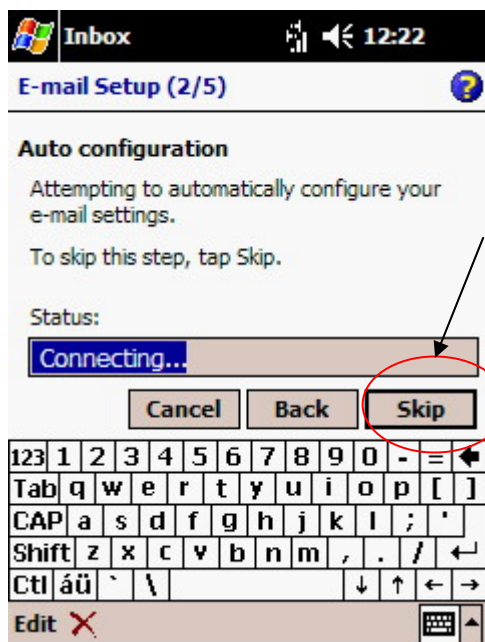 Inbox 12:22
E-mail Setup (2/5) ?
Auto configuration
Attempting to automatically configure your
e-mail settings.
To skip this step, tap Skip.
Status:
Connecting...
Cancel Back Skip
123 1 2 3 4 5 6 7 8 9 0 - = 
Tab q w e r t y u i o p [ ]
CAP a s d f g h j k l ; '
Shift z x c v b n m , . / ↵
Ctl áü ` \ ↓ ↑ ← →
Edit